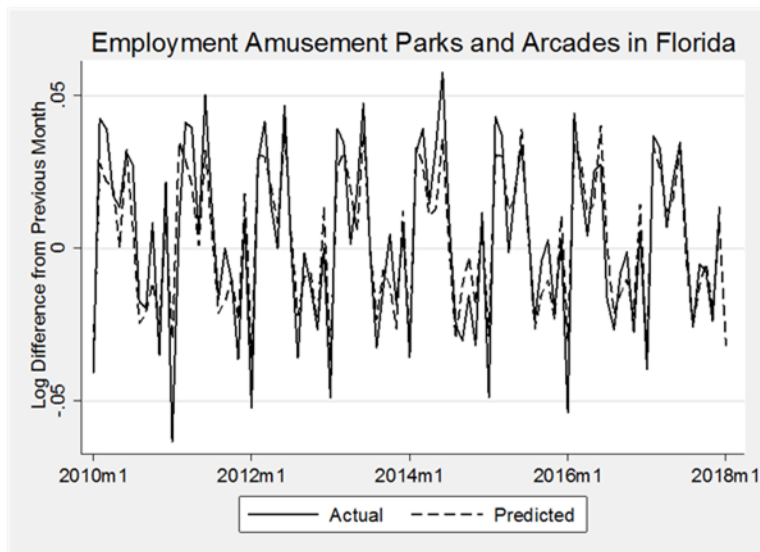 Employment Amusement Parks and Arcades in Florida
Log Difference from Previous Month
.05
0
-.05
2010m1 2012m1 2014m1 2016m1 2018m1
Actual Predicted